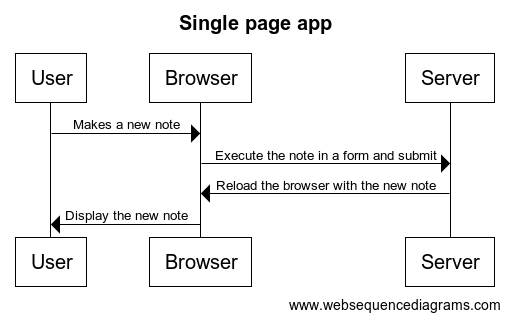 Single page app
User Browser Server
Makes a new note
Execute the note in a form and submit
Reload the browser with the new note
Display the new note
User Browser Server
www.websequencediagrams.com